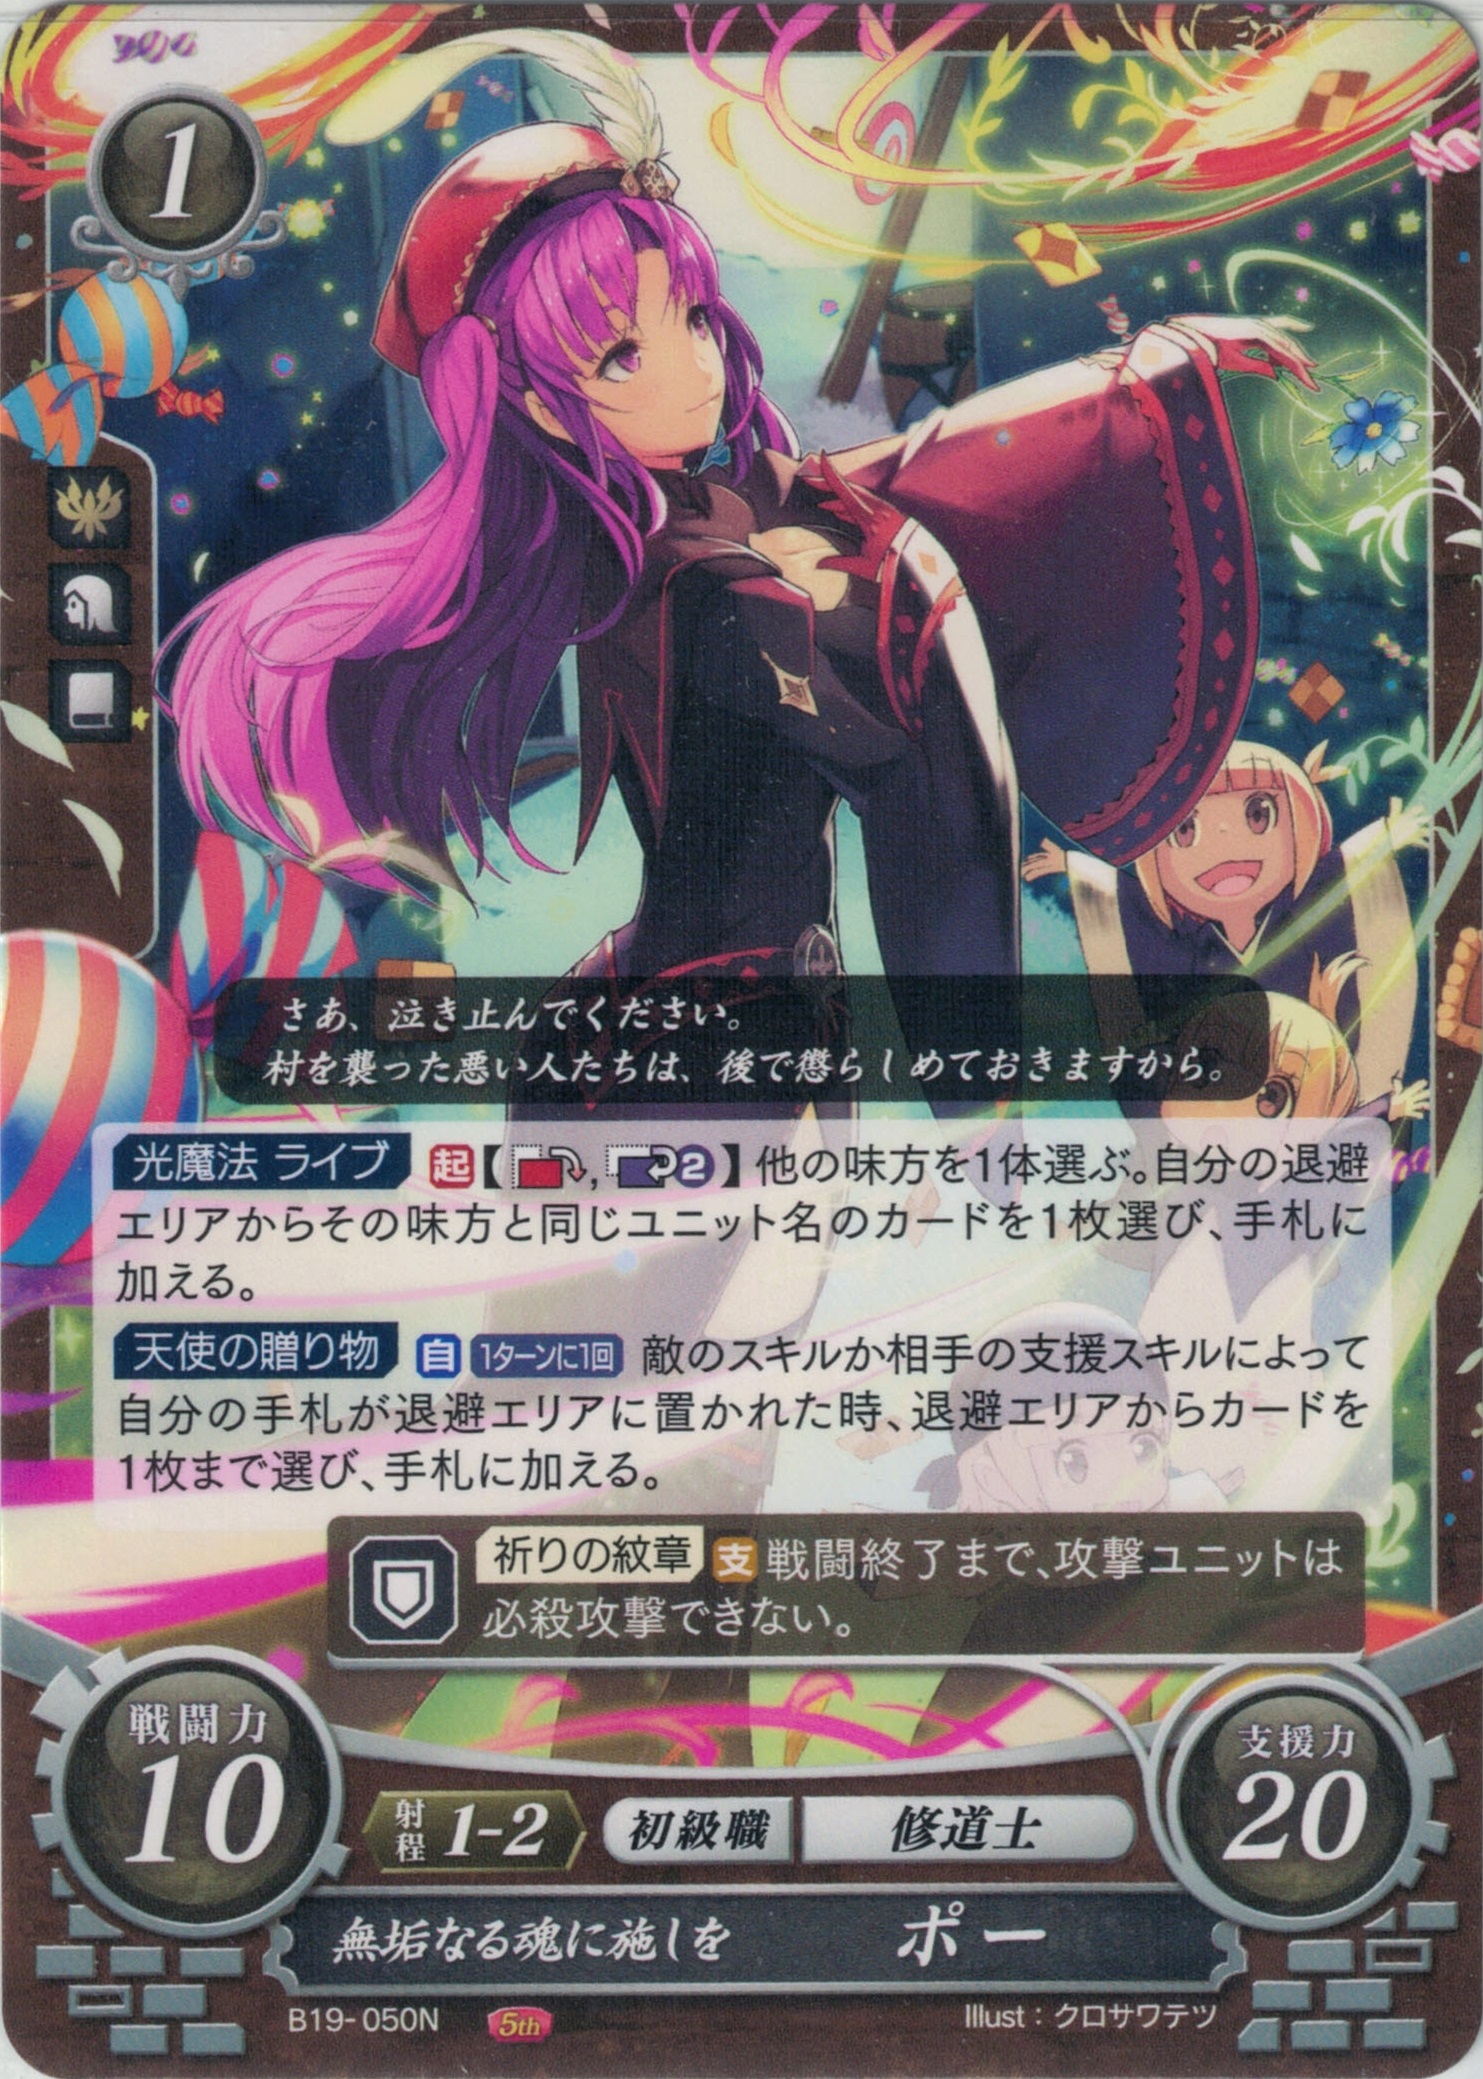 1
さあ、泣き止んでください。
村を襲った悪い人たちは、後で懲らしめておきますから。
光魔法 ライブ 起【 , 2】他の味方を1体選ぶ。自分の退避
エリアからその味方と同じユニット名のカードを1枚選び、手札に
加える。
天使の贈り物 自 1ターンに1回 敵のスキルか相手の支援スキルによって
自分の手札が退避エリアに置かれた時、退避エリアからカードを
1枚まで選び、手札に加える。
祈りの紋章 支 戦闘終了まで、攻撃ユニットは
必殺攻撃できない。
戦闘力
10
射程 1-2
初級職
修道士
支援力
20
無垢なる魂に施しを ポー
B19-050N 5th Illust：クロサワテツ